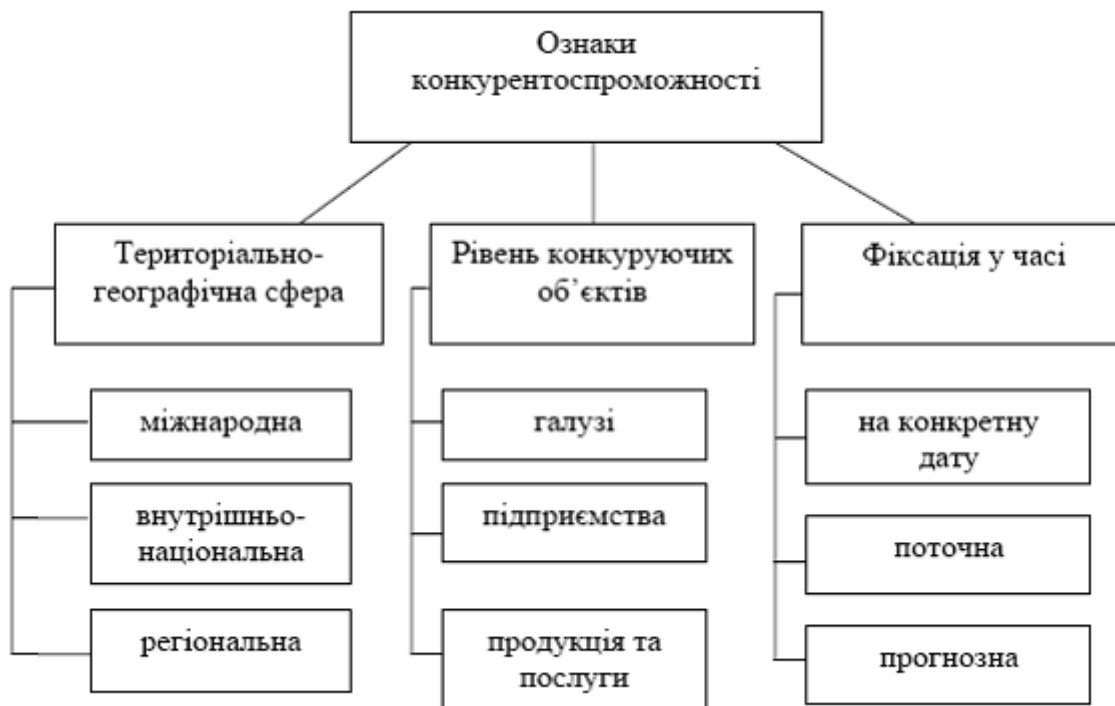 Ознаки
конкурентоспроможності
Територіально-
географічна сфера
міжнародна
внутрішньо-
національна
регіональна
Рівень конкуруючих
об’єктів
галузі
підприємства
продукція та
послуги
Фіксація у часі
на конкретну
дату
поточна
прогнозна